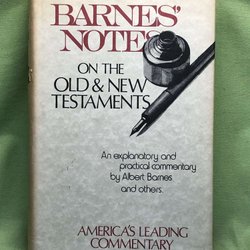 BARNES'
NOTES
ON THE
OLD & NEW
TESTAMENTS
An explanatory and
practical commentary
by Albert Barnes
and others.
AMERICA'S LEADING
COMMENTARY